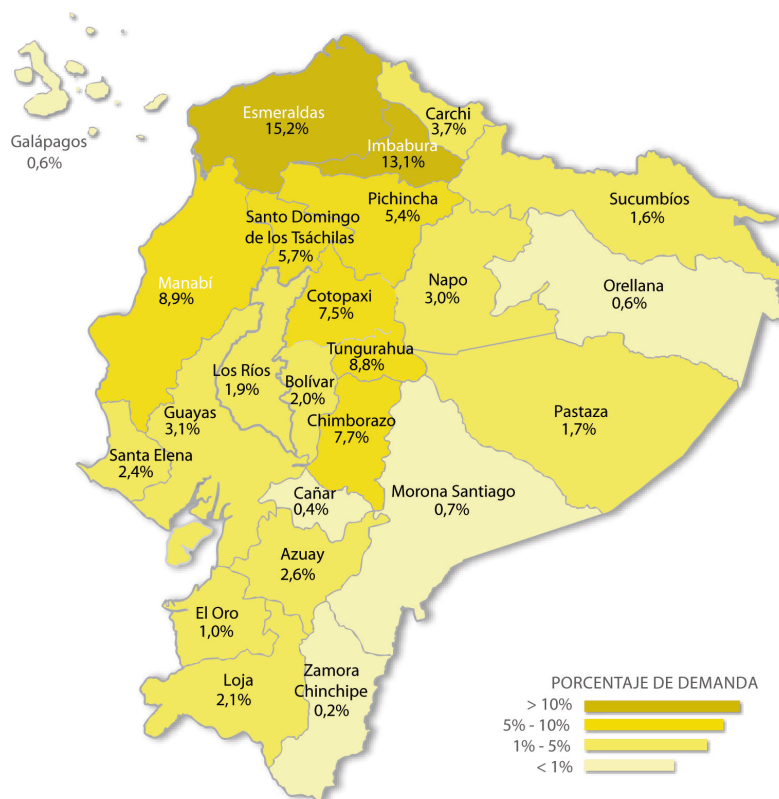 Galápagos
0,6%
Esmeraldas
15,2%
Carchi
3,7%
Imbabura
13,1%
Pichincha
5,4%
Sucumbíos
1,6%
Santo Domingo
de los Tsáchilas
5,7%
Manabí
8,9%
Napo
3,0%
Orellana
0,6%
Cotopaxi
7,5%
Tungurahua
8,8%
Los Ríos
1,9%
Bolívar
2,0%
Guayas
3,1%
Chimborazo
7,7%
Pastaza
1,7%
Santa Elena
2,4%
Cañar
0,4%
Morona Santiago
0,7%
Azuay
2,6%
El Oro
1,0%
Loja
2,1%
Zamora
Chinchipe
0,2%
PORCENTAJE DE DEMANDA
> 10%
5% - 10%
1% - 5%
< 1%